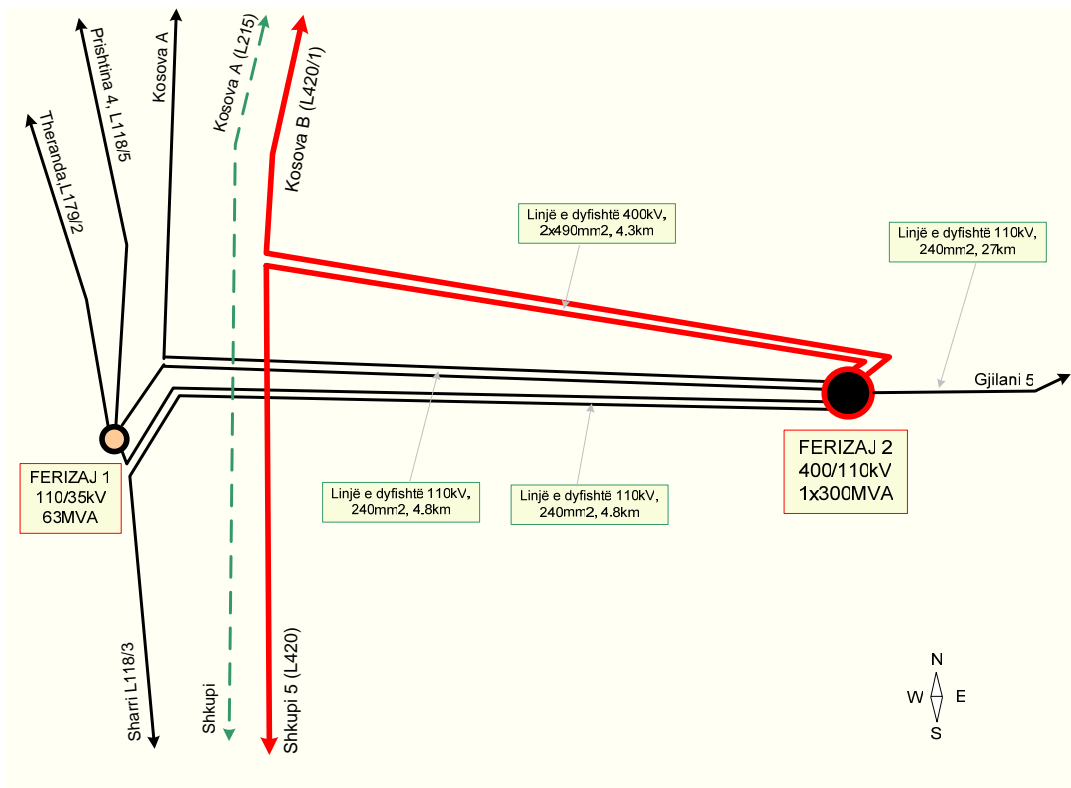 Prishtina 4, L118/5
Kosova A
Kosova A (L215)
Kosova B (L420/1)
Theranda,L179/2
Linjë e dyfishtë 400kV,
2x490mm2, 4.3km
Linjë e dyfishtë 110kV,
240mm2, 27km
Gjilani 5
FERIZAJ 1
110/35kV
63MVA
FERIZAJ 2
400/110kV
1x300MVA
Linjë e dyfishtë 110kV,
240mm2, 4.8km
Linjë e dyfishtë 110kV,
240mm2, 4.8km
Sharri L118/3
Shkupi
Shkupi 5 (L420)
N
W E
S